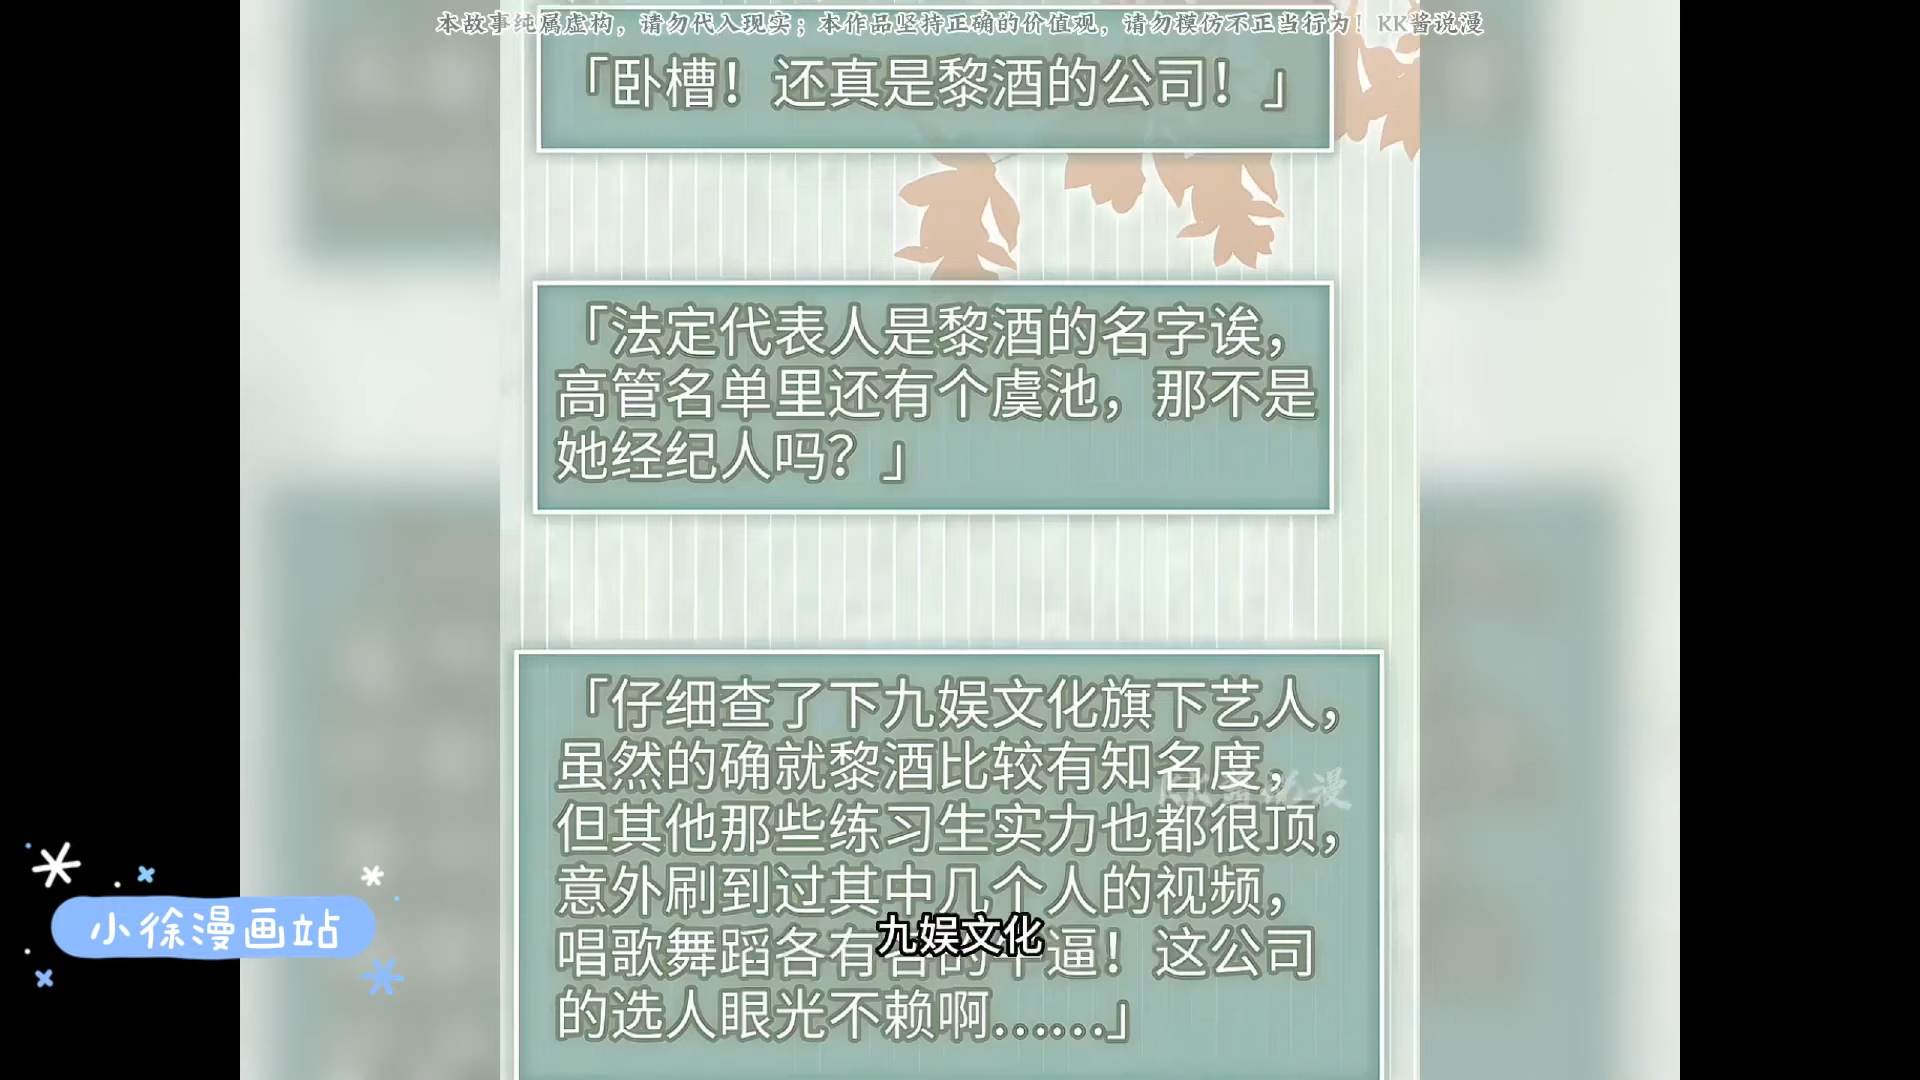 本故事纯属虚构，请勿代入现实；本作品坚持正确的价值观，请勿模仿不正当行为！KK酱说漫
「卧槽！还真是黎酒的公司！」
「法定代表人是黎酒的名字诶，
高管名单里还有个虞池，那不是
她经纪人吗？」
「仔细查了下九娱文化旗下艺人，
虽然的确就黎酒比较有知名度，
但其他那些练习生实力也都很顶，
意外刷到过其中几个人的视频，
唱歌舞蹈各有
逼！这公司
的选人眼光不赖啊......」
KK酱说漫
九娱文化
小徐漫画站